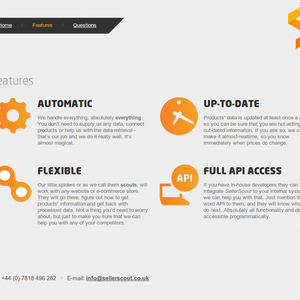 Home Features Questions
eatures
AUTOMATIC
We handle everything, absolutely everything.
You don't need to supply us any data, connect
products or help us with the data retrieval -
that's our job and we do it really well. It's
almost magical.
UP-TO-DATE
Products' data is updated at least once a d
so you can be sure that you are not acting
out-dated information. If you ask so, we can
make it almost-realtime, so you know
immediately when prices do change.
FLEXIBLE
Our little spiders or as we call them scouts, will
work with any website or e-commerce store.
They will go there, figure out how to get
products' information and get back with
processed data. Not a thing you'd need to worry
about, but just to make you sure that we can
help you with any of your competitors.
API
FULL API ACCESS
If you have in-house developers they can
integrate SellerScout to your internal syste
we can help you with that. Just mention th
word API to them, and they will know what
do next. Absolutely all functionality and da
accessible programmatically.
+44 (0) 7818 496 282 · E-mail: info@sellerscout.co.uk